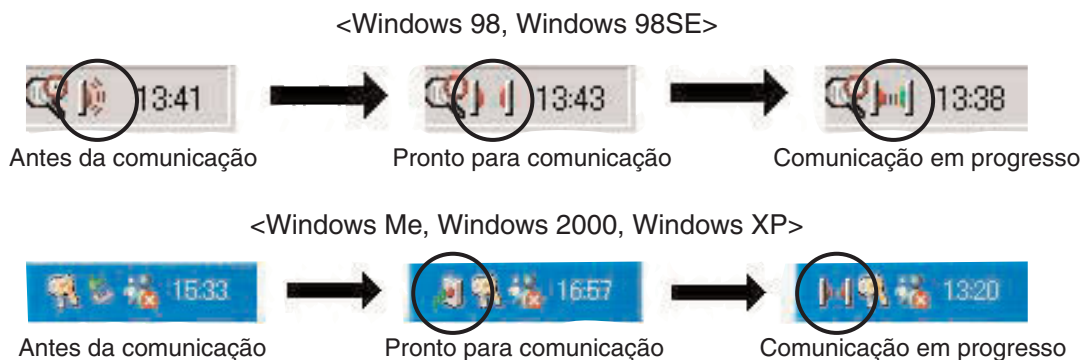 <Windows 98, Windows 98SE>
13:41 13:43 13:38
Antes da comunicação Pronto para comunicação Comunicação em progresso
<Windows Me, Windows 2000, Windows XP>
15:33 16:57 13:20
Antes da comunicação Pronto para comunicação Comunicação em progresso